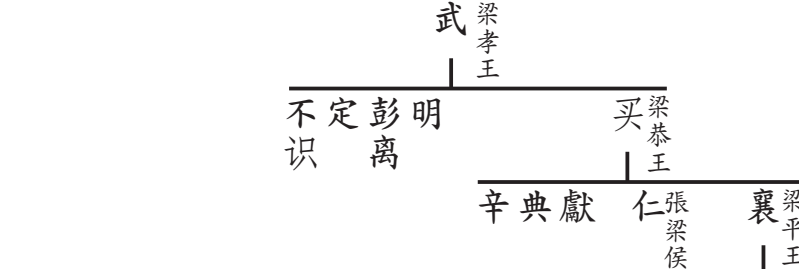 武 梁孝王
不识 定 彭离 明 买 梁恭王
辛 典 獻 仁 張梁侯 襄 梁平王